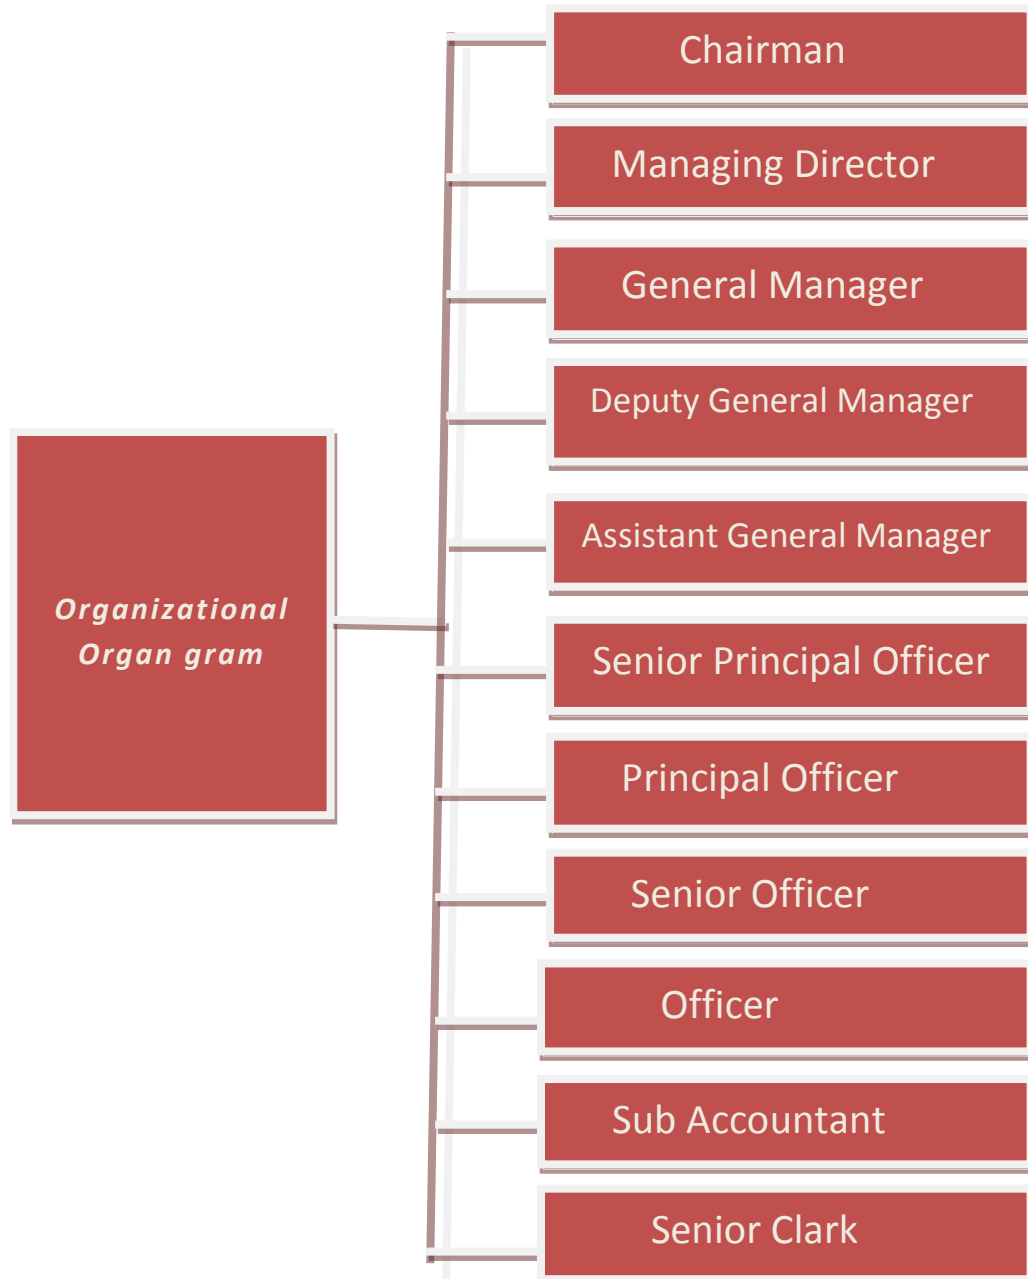 Chairman
Managing Director
General Manager
Deputy General Manager
Assistant General Manager
Organizational
Organ gram
Senior Principal Officer
Principal Officer
Senior Officer
Officer
Sub Accountant
Senior Clark